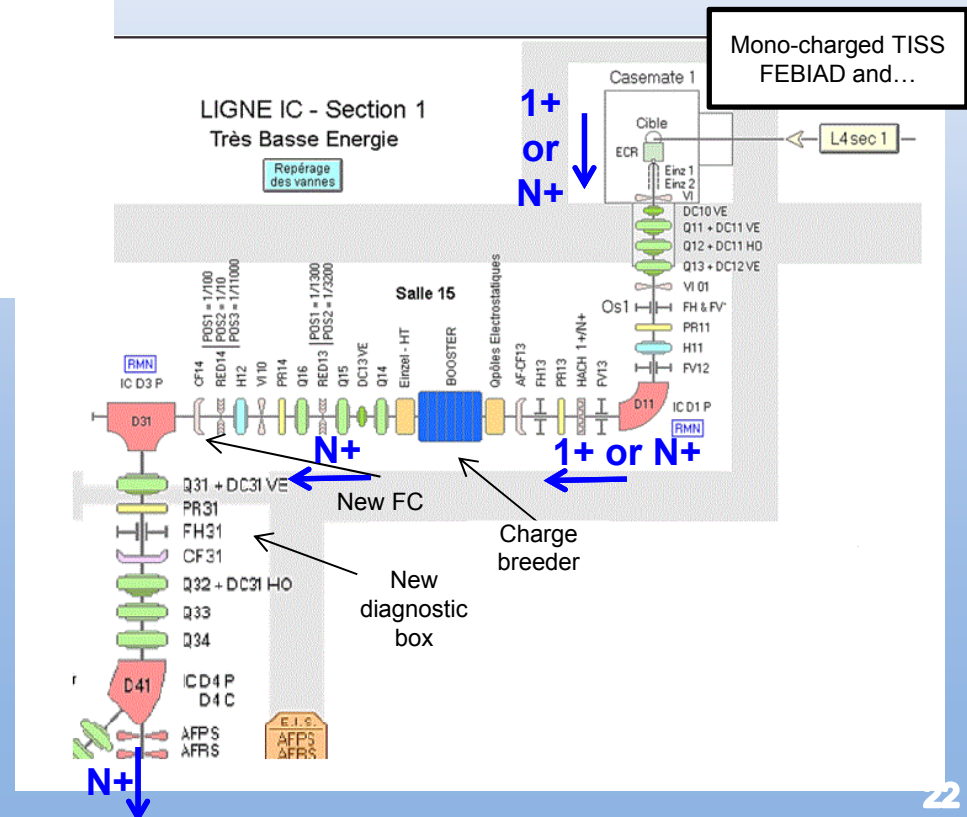 Mono-charged TISS
FEBIAD and…
LIGNE IC - Section 1
Très Basse Energie
Repérage
des vannes
1+
or
N+
Casemate 1
Cible
ECR
Einz 1
Einz 2
VI
L4sec 1
DC10 VE
Q11 + DC11 VE
Q12 + DC11 HO
Q13 + DC12 VE
VI 01
Os1
FH & FV'
PR11
H11
FV12
D11
IC D1 P
RMN
Salle 15
RMN
IC D3 P
D31
CF14
POS1 = 1/100
POS2 = 1/10
POS3 = 1/11000
RED14
H12
VI10
PR14
Q16
POS1 = 1/1300
POS2 = 1/3200
RED13
Q15
DC13 VE
Q14
Einzel - HT
BOOSTER
Qpôles Electrostatiques
AF-CF13
FH13
PR13
HACH 1+/N+
FV13
N+
1+ or N+
New FC
Charge
breeder
New
diagnostic
box
Q31 + DC31 VE
PR31
FH31
CF31
Q32 + DC31 HO
Q33
Q34
D41
ICD4 P
D4 C
AFPS
AFRS
E.I.S.
AFPS
AFRS
N+
22